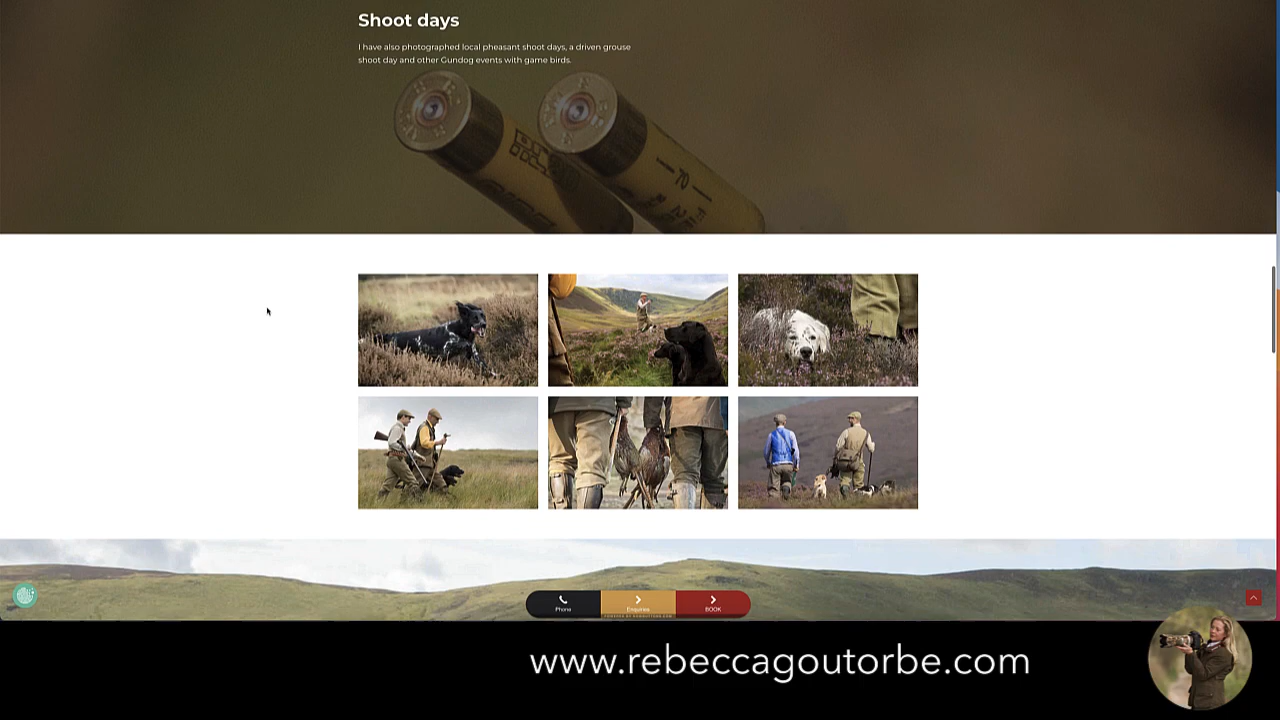 Shoot days
I have also photographed local pheasant shoot days, a driven grouse
shoot day and other Gundog events with game birds.
70
Phone
Enquiries
BOOK
www.rebeccagoutorbe.com